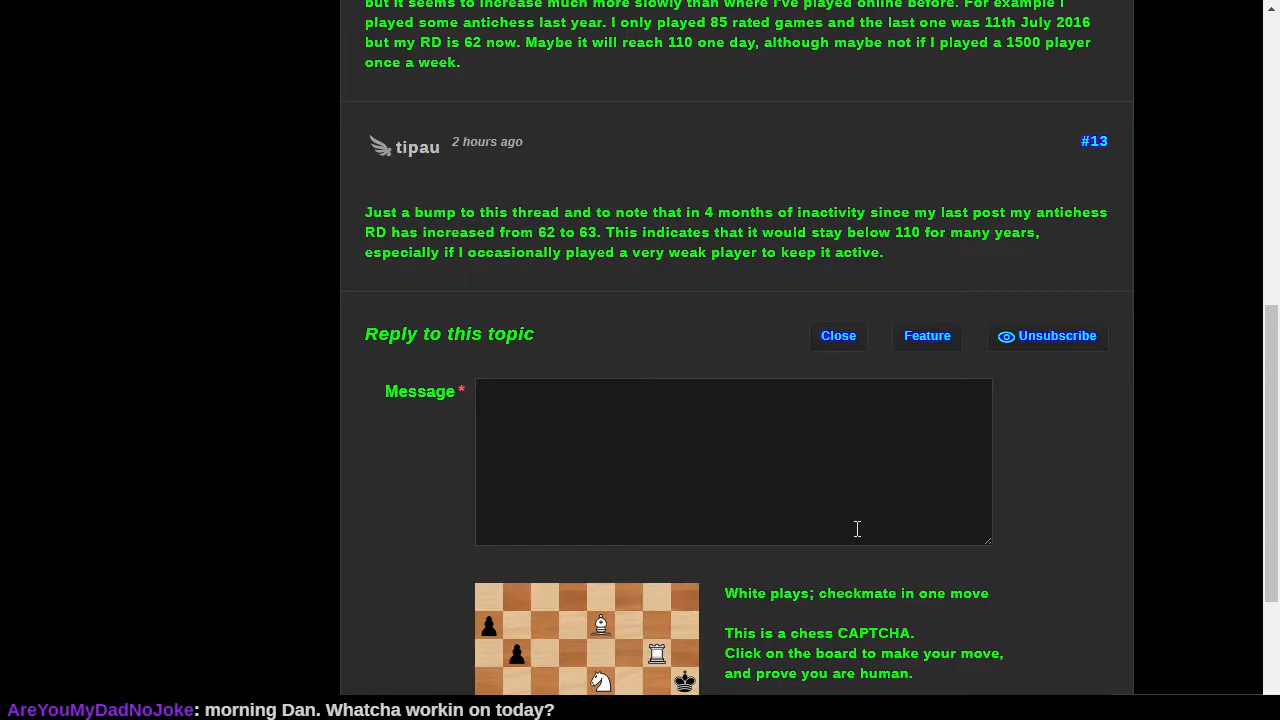 but it seems to increase much more slowly than where I've played online before. For example I
played some antichess last year. I only played 85 rated games and the last one was 11th July 2016
but my RD is 62 now. Maybe it will reach 110 one day, although maybe not if I played a 1500 player
once a week.
tipau 2 hours ago #13
Just a bump to this thread and to note that in 4 months of inactivity since my last post my antichess
RD has increased from 62 to 63. This indicates that it would stay below 110 for many years,
especially if I occasionally played a very weak player to keep it active.
Reply to this topic Close Feature Unsubscribe
Message *
White plays; checkmate in one move
This is a chess CAPTCHA.
Click on the board to make your move,
and prove you are human.
AreYouMyDadNoJoke: morning Dan. Whatcha workin on today?